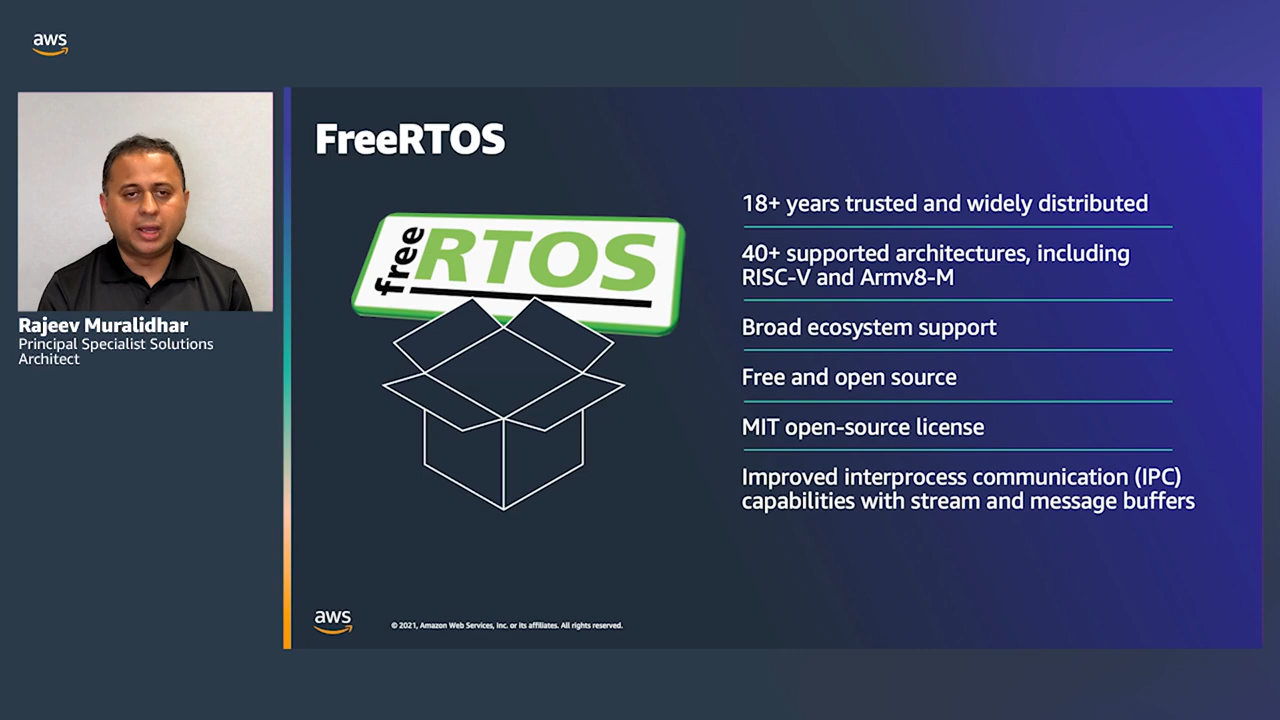 aws
Rajeev Muralidhar
Principal Specialist Solutions
Architect
FreeRTOS
free
RTOS
18+ years trusted and widely distributed
40+ supported architectures, including
RISC-V and Armv8-M
Broad ecosystem support
Free and open source
MIT open-source license
Improved interprocess communication (IPC)
capabilities with stream and message buffers
aws
© 2021, Amazon Web Services, Inc. or its affiliates. All rights reserved.